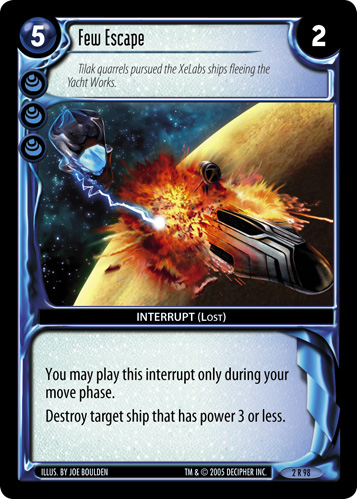 5 Few Escape 2
Tilak quarrels pursued the XeLabs ships fleeing the
Yacht Works.
INTERRUPT (LOST)
You may play this interrupt only during your
move phase.
Destroy target ship that has power 3 or less.
ILLUS. BY JOE BOULDEN TM & © 2005 DECIPHER INC. 2 R 98